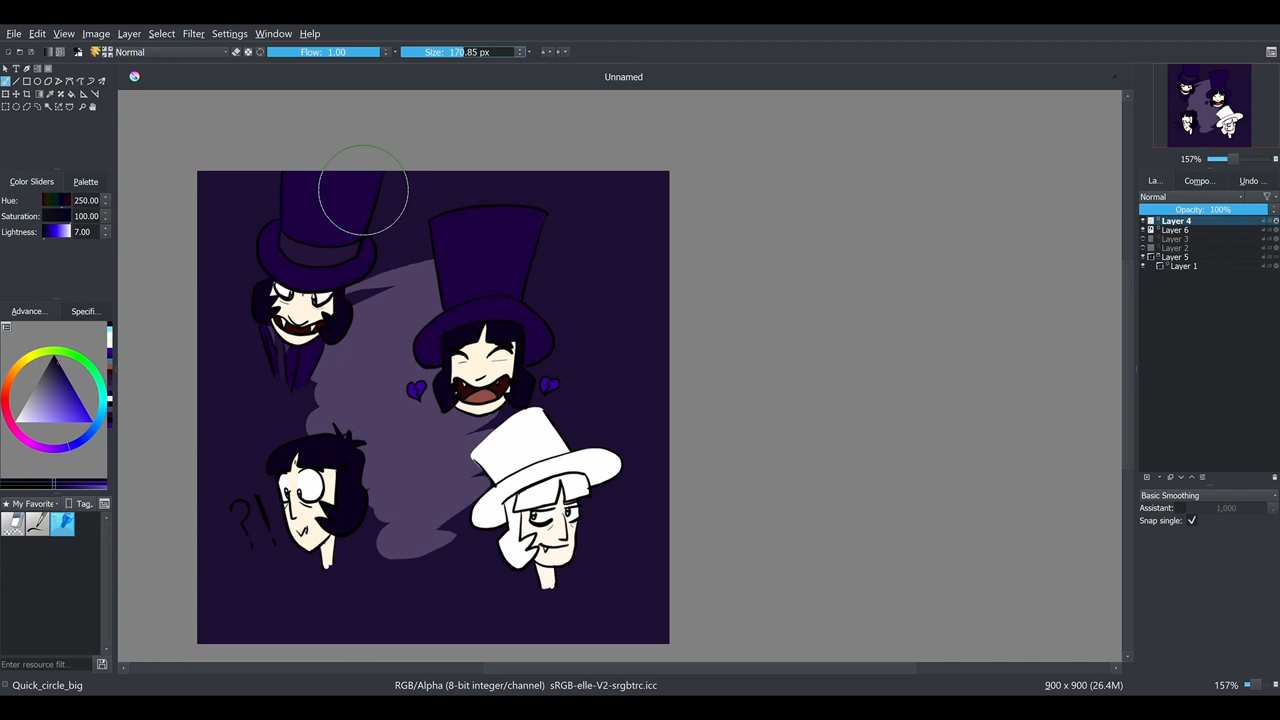 File Edit View Image Layer Select Filter Settings Window Help
Normal Flow: 1.00 Size: 170.85 px
Unnamed
157%
Color Sliders Palette
La... Compo... Undo ...
Hue: 250.00
Normal
Saturation: 100.00
Opacity: 100%
Lightness: 7.00
Layer 4
Layer 6
Layer 3
Layer 2
Layer 5
Layer 1
Advance... Specifi...
?!
Basic Smoothing
My Favorite Tag
Assistant: 1,000
Snap single:
Enter resource filt...
Quick_circle_big RGB/Alpha (8-bit integer/channel) sRGB-elle-V2-srgbtrc.icc 900 x 900 (26.4M) 157%